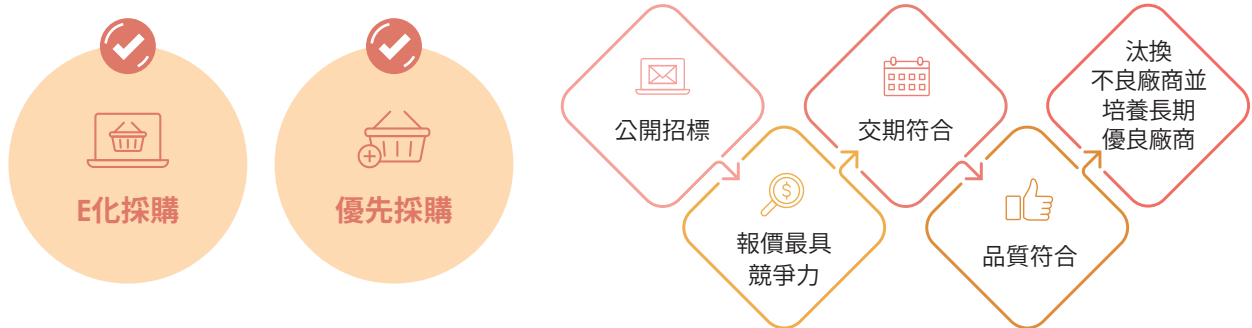 E化採購
優先採購
公開招標
報價最具
競爭力
交期符合
品質符合
汰換
不良廠商並
培養長期
優良廠商